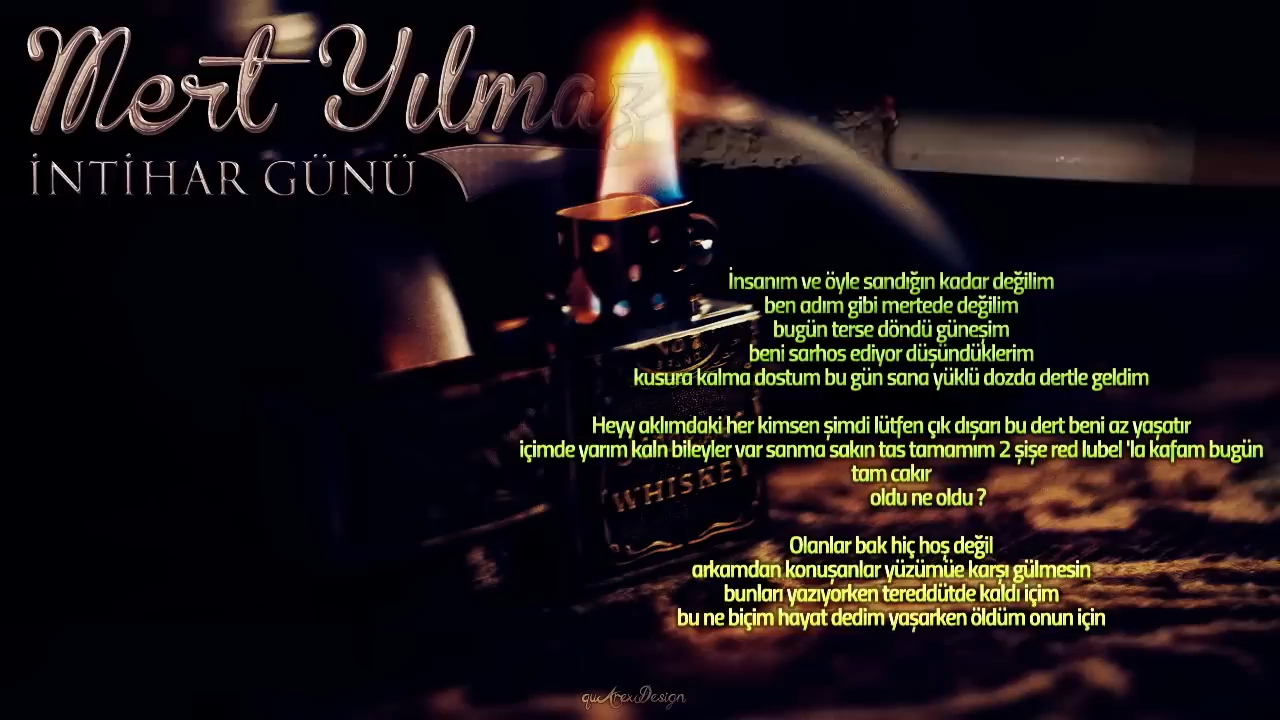 Mert Yılmaz
İNTİHAR GÜNÜ
İnsanım ve öyle sandığın kadar değilim
ben adım gibi mertede değilim
bugün terse döndü güneşim
beni sarhos ediyor düşündüklerim
kusura kalma dostum bu gün sana yüklü dozda dertle geldim
Heyy aklımdaki her kimsen şimdi lütfen çık dışarı bu dert beni az yaşatır
içimde yarım kaln bileyler var sanma sakın tas tamamım 2 şişe red lubel 'la kafam bugün
tam cakır
oldu ne oldu ?
Olanlar bak hiç hoş değil
arkamdan konuşanlar yüzümüe karşı gülmesin
bunları yazıyorken tereddütde kaldı içim
bu ne biçim hayat dedim yaşarken öldüm onun için
WHISKEY
quArexDesign